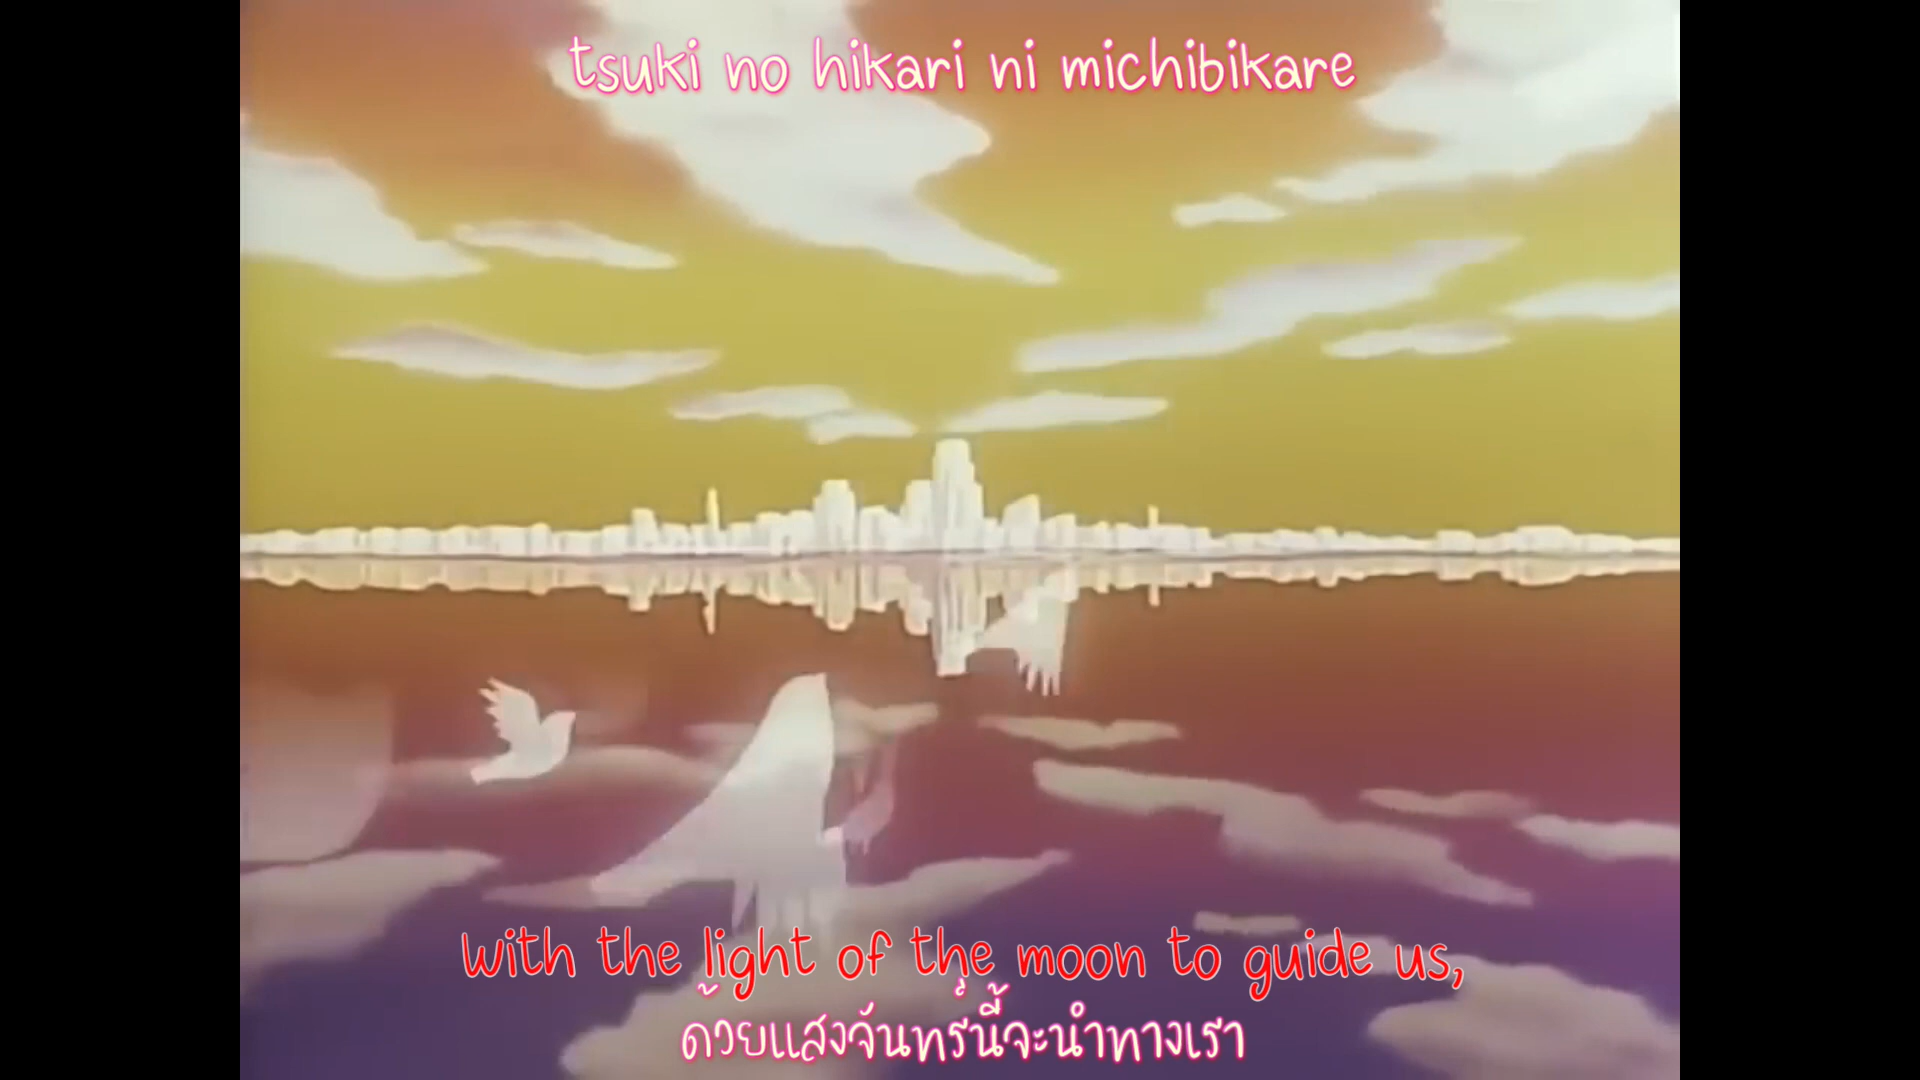 tsuki no hikari ni michibikare
With the light of the moon to guide us,
ด้วยแสงจันทร์นี้จะนำทางเรา